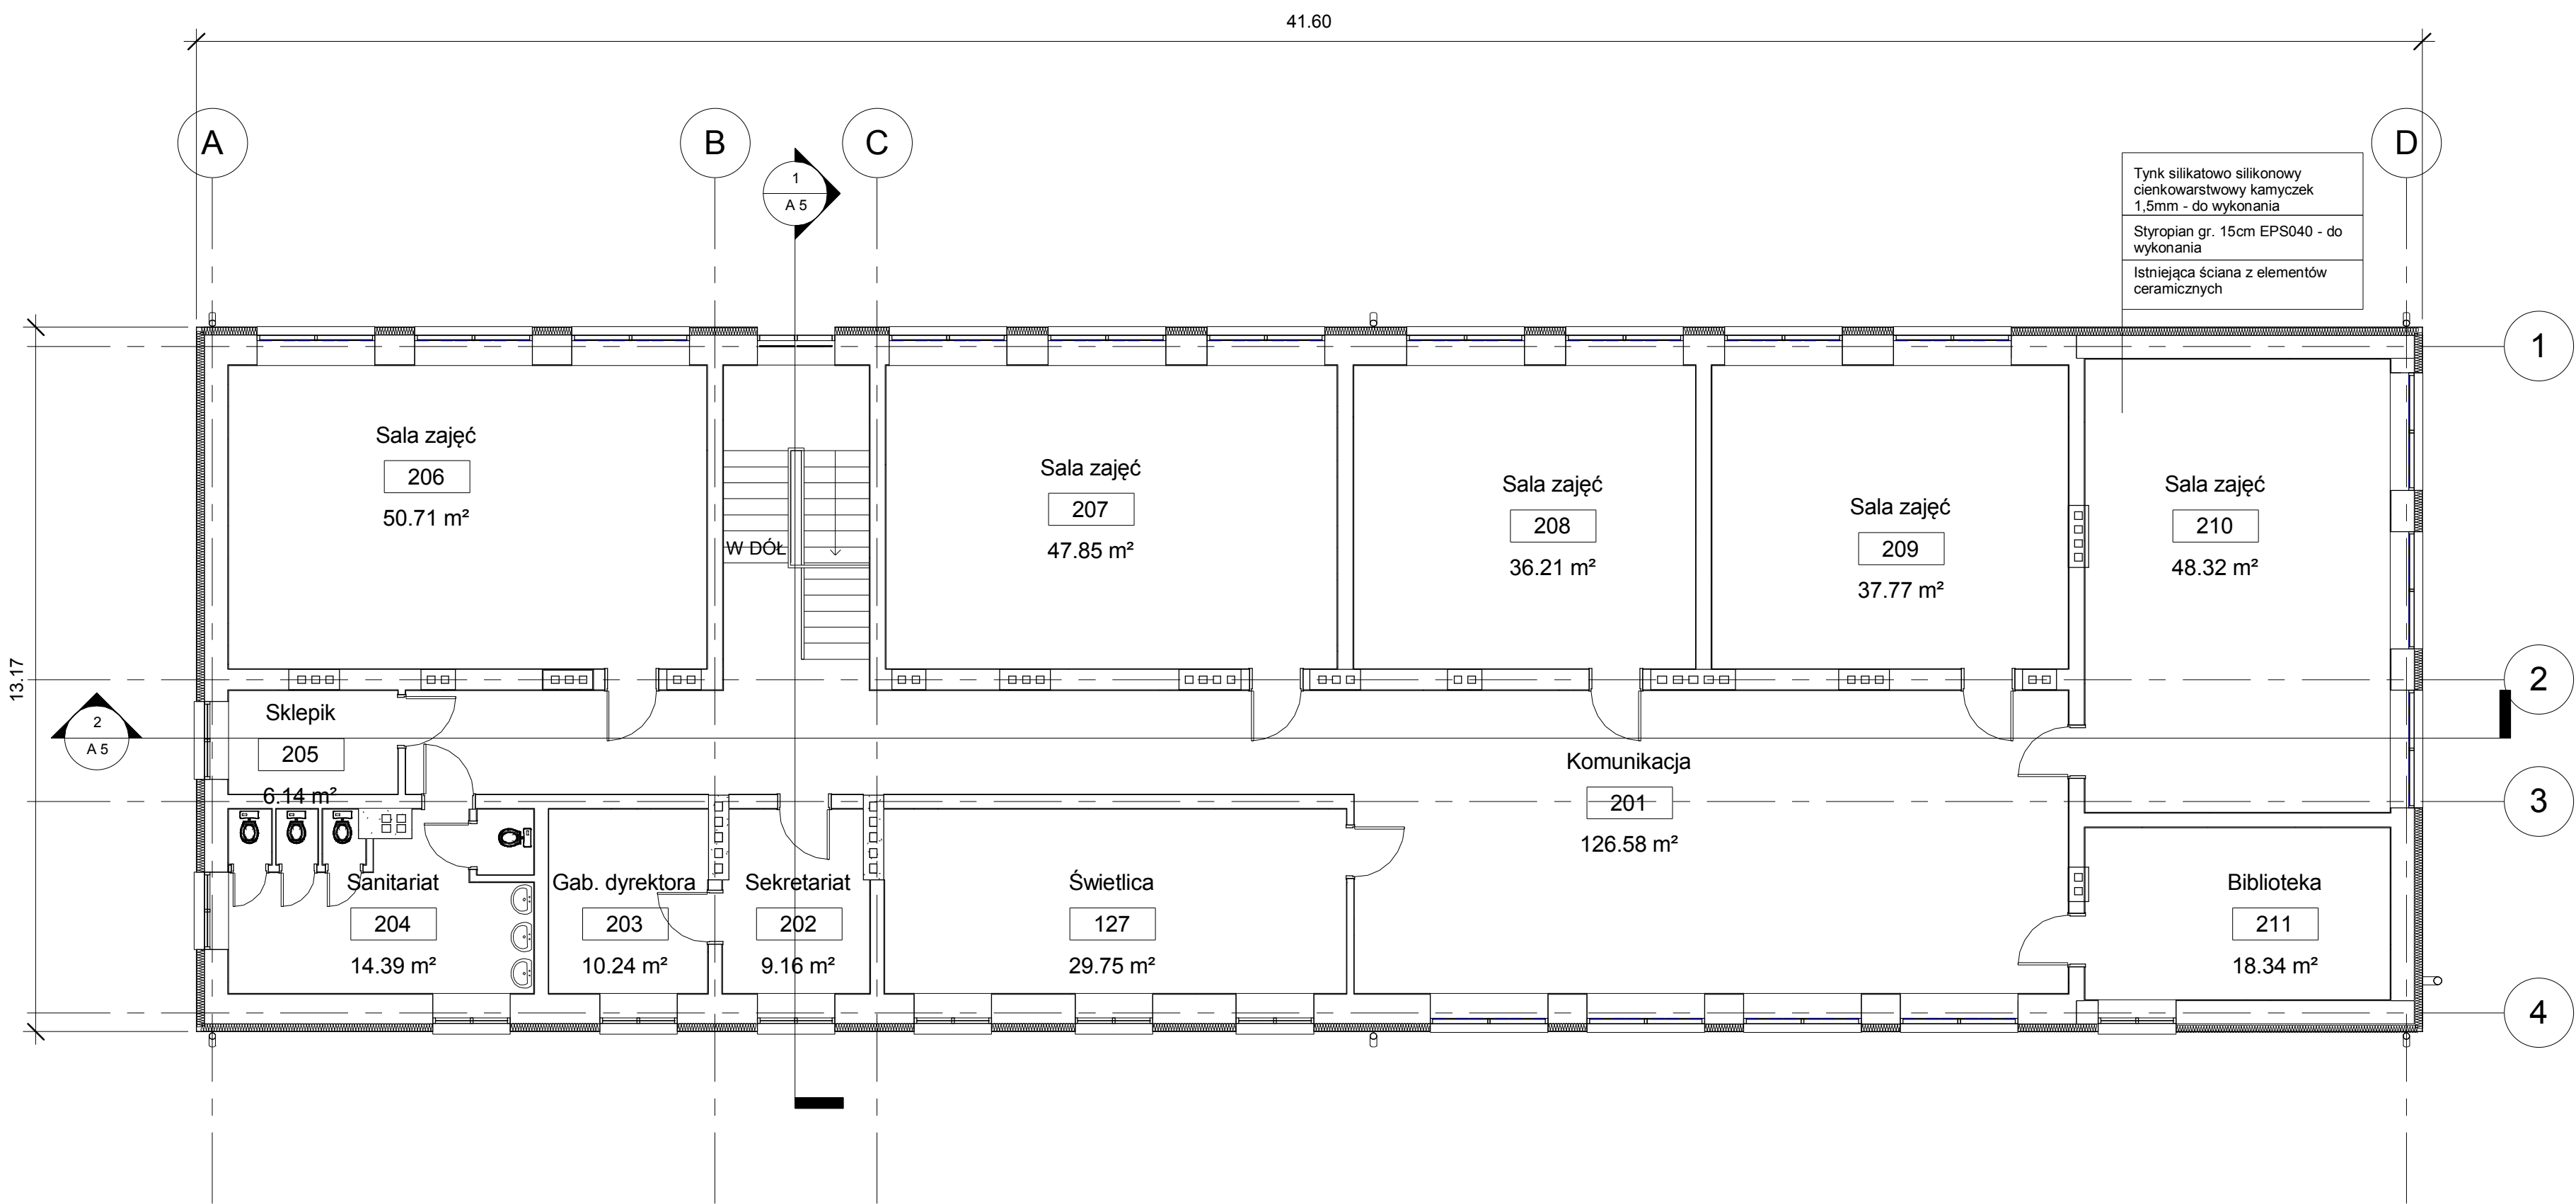 41.60
A
B
C
D
1
A 5
Tynk silikatowo silikonowy
cienkowarstwowy kamyczek
1,5mm - do wykonania
Styropian gr. 15cm EPS040 - do
wykonania
Istniejąca ściana z elementów
ceramicznych
1
Sala zajęć
206
50.71 m²
W DÓŁ
Sala zajęć
207
47.85 m²
Sala zajęć
208
36.21 m²
Sala zajęć
209
37.77 m²
Sala zajęć
210
48.32 m²
13.17
2
2
A 5
Sklepik
205
6.14 m²
Komunikacja
201
126.58 m²
3
Sanitariat
204
14.39 m²
Gab. dyrektora
203
10.24 m²
Sekretariat
202
9.16 m²
Świetlica
127
29.75 m²
Biblioteka
211
18.34 m²
4